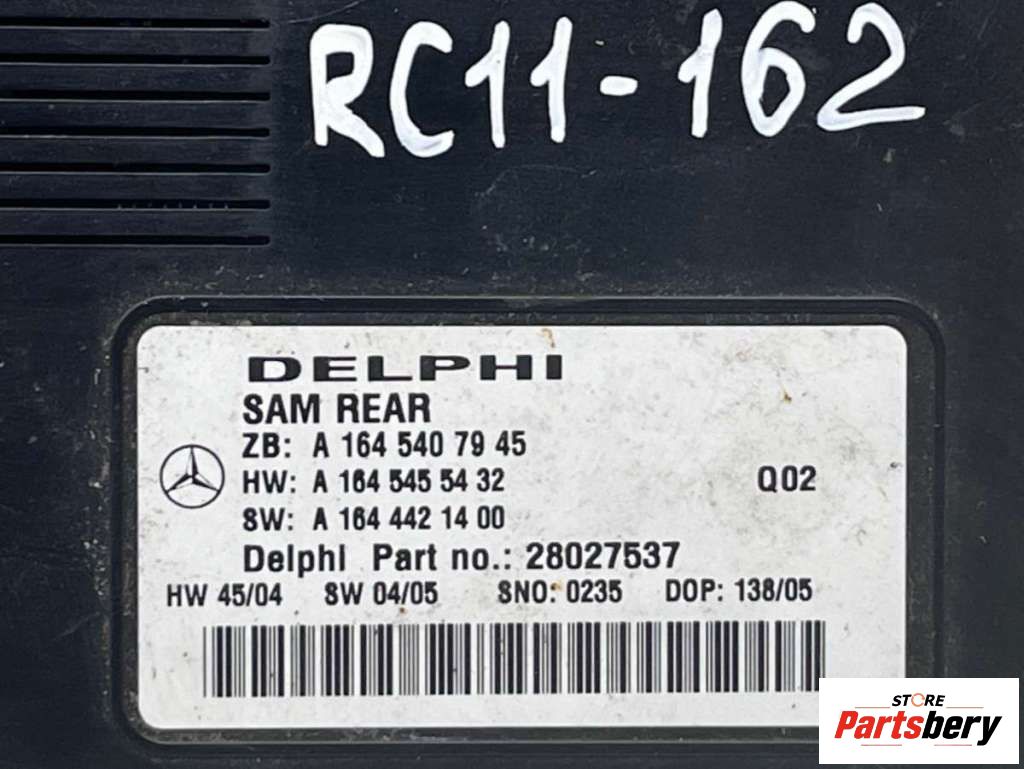 RC11-162
DELPHI
SAM REAR
ZB: A 164 540 79 45
HW: A 164 545 54 32
Q02
SW: A 164 442 14 00
Delphi Part no.: 28027537
HW 45/04 SW 04/05 SNO: 0235 DOP: 138/05
STORE
Partsbery